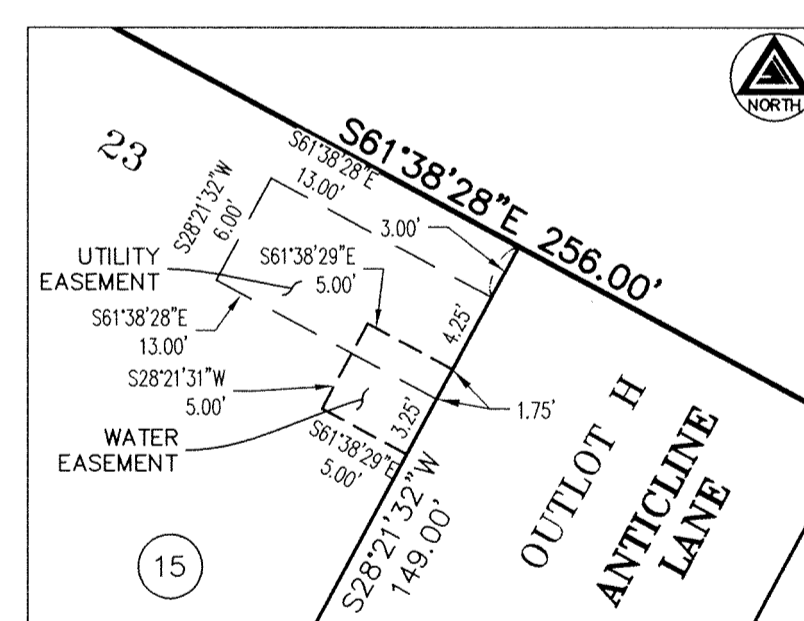 NORTH
23
S61°38'28"E 256.00'
S61°38'28"E
13.00'
S28°21'32"W
6.00'
3.00'
UTILITY
EASEMENT
S61°38'29"E
5.00'
S61°38'28"E
13.00'
4.25'
S28°21'31"W
5.00'
1.75'
3.25'
WATER
EASEMENT
S61°38'29"E
5.00'
S28°21'32"W
149.00'
OUTLOT H
ANTICLINE
LANE
15